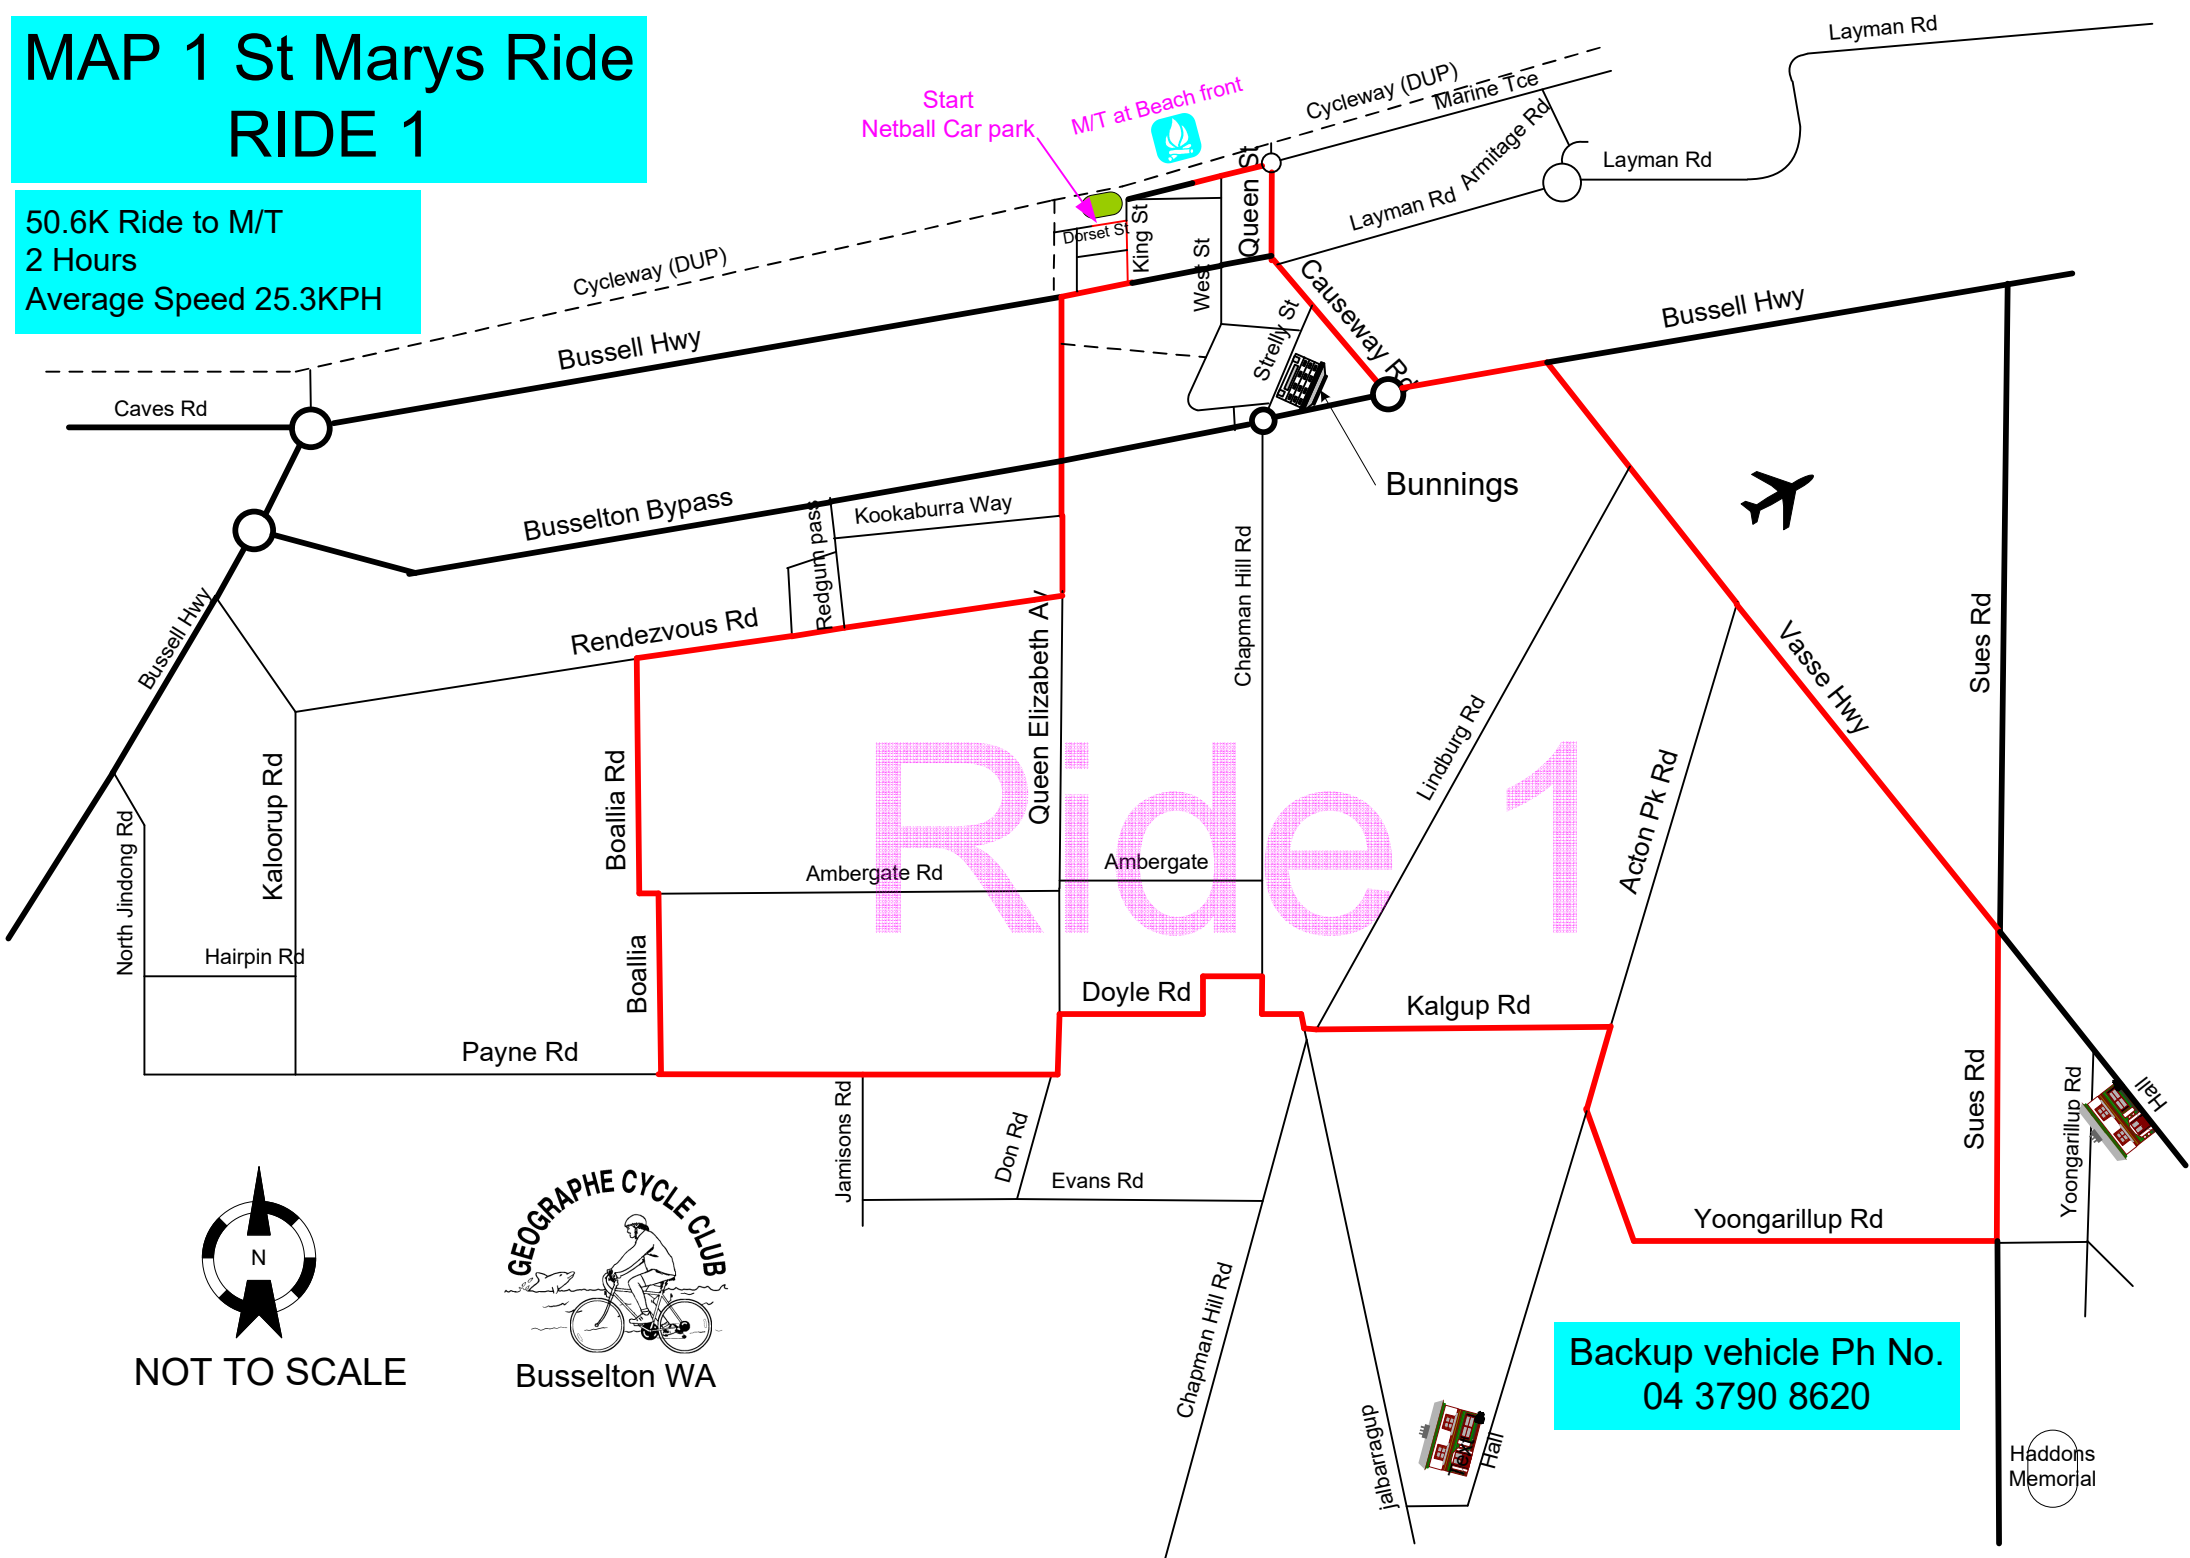 MAP 1 St Marys Ride
RIDE 1
50.6K Ride to M/T
2 Hours
Average Speed 25.3KPH
Start
Netball Car park
M/T at Beach front
Cycleway (DUP)
Marine Tce
Armitage Rd
Layman Rd
Layman Rd
Layman Rd
Queen St
Dorset St
King St
West St
Cycleway (DUP)
Causeway Rd
Strelly St
Bussell Hwy
Bussell Hwy
Caves Rd
Bunnings
Busselton Bypass
Kookaburra Way
Redgum pass
Chapman Hill Rd
Bussell Hwy
Rendezvous Rd
Queen Elizabeth Av
Sues Rd
Vasse Hwy
Lindburg Rd
Acton Pk Rd
Kaloorup Rd
Boallia Rd
North Jindong Rd
Ambergate Rd
Ambergate
Ride 1
Hairpin Rd
Boallia
Doyle Rd
Kalgup Rd
Payne Rd
Jamisons Rd
Don Rd
Evans Rd
Sues Rd
Yoongarillup Rd
Hall
Yoongarillup Rd
Chapman Hill Rd
jalbarragup
Text
Hall
N
NOT TO SCALE
GEOGRAPHE CYCLE CLUB
Busselton WA
Backup vehicle Ph No.
04 3790 8620
Haddons
Memorial